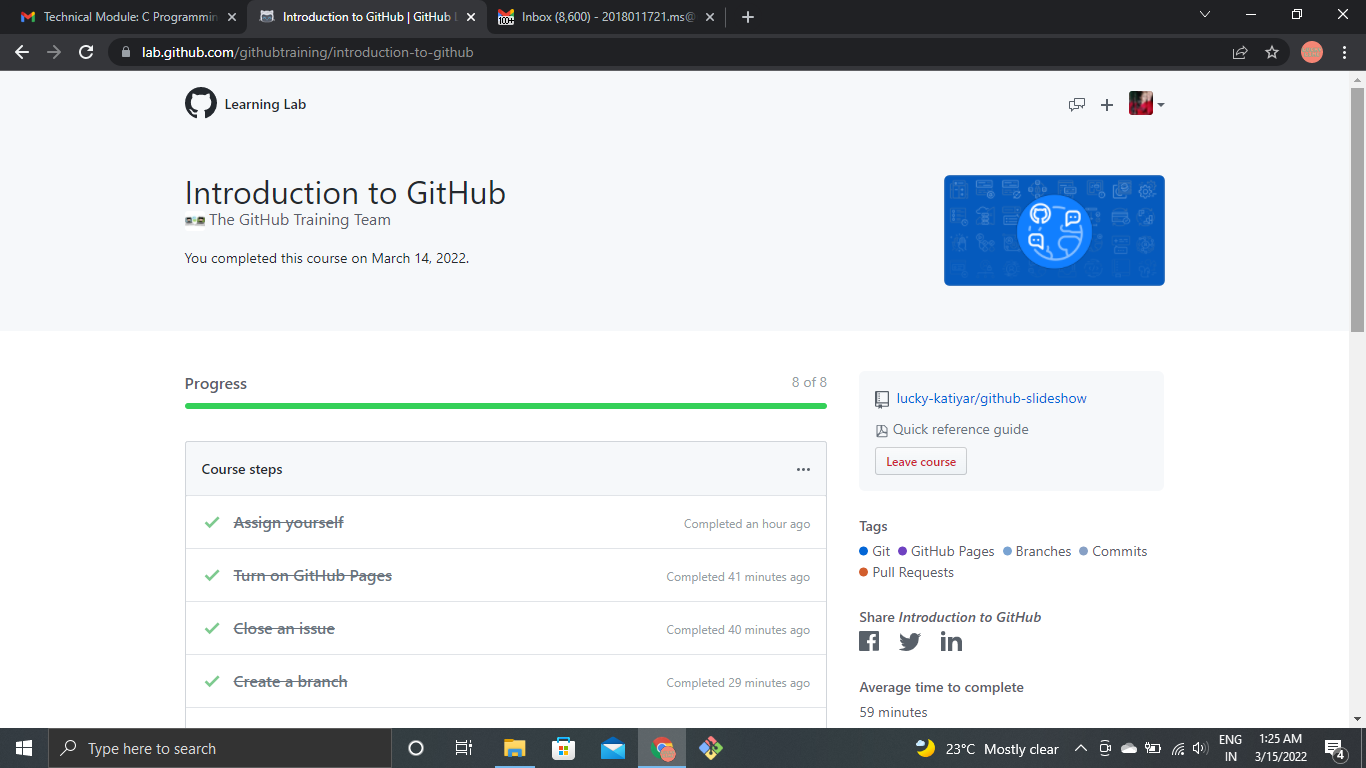 Technical Module: C Programmin
Introduction to GitHub | GitHub L
100+
Inbox (8,600) - 2018011721.ms@
lab.github.com/githubtraining/introduction-to-github
Learning Lab
Introduction to GitHub
The GitHub Training Team
You completed this course on March 14, 2022.
Progress
8 of 8
lucky-katiyar/github-slideshow
Quick reference guide
Leave course
Course steps
Assign yourself
Completed an hour ago
Turn on GitHub Pages
Completed 41 minutes ago
Close an issue
Completed 40 minutes ago
Create a branch
Completed 29 minutes ago
Tags
Git GitHub Pages Branches Commits
Pull Requests
Share Introduction to GitHub
Average time to complete
59 minutes
Type here to search
23°C Mostly clear
ENG
IN
1:25 AM
3/15/2022
4